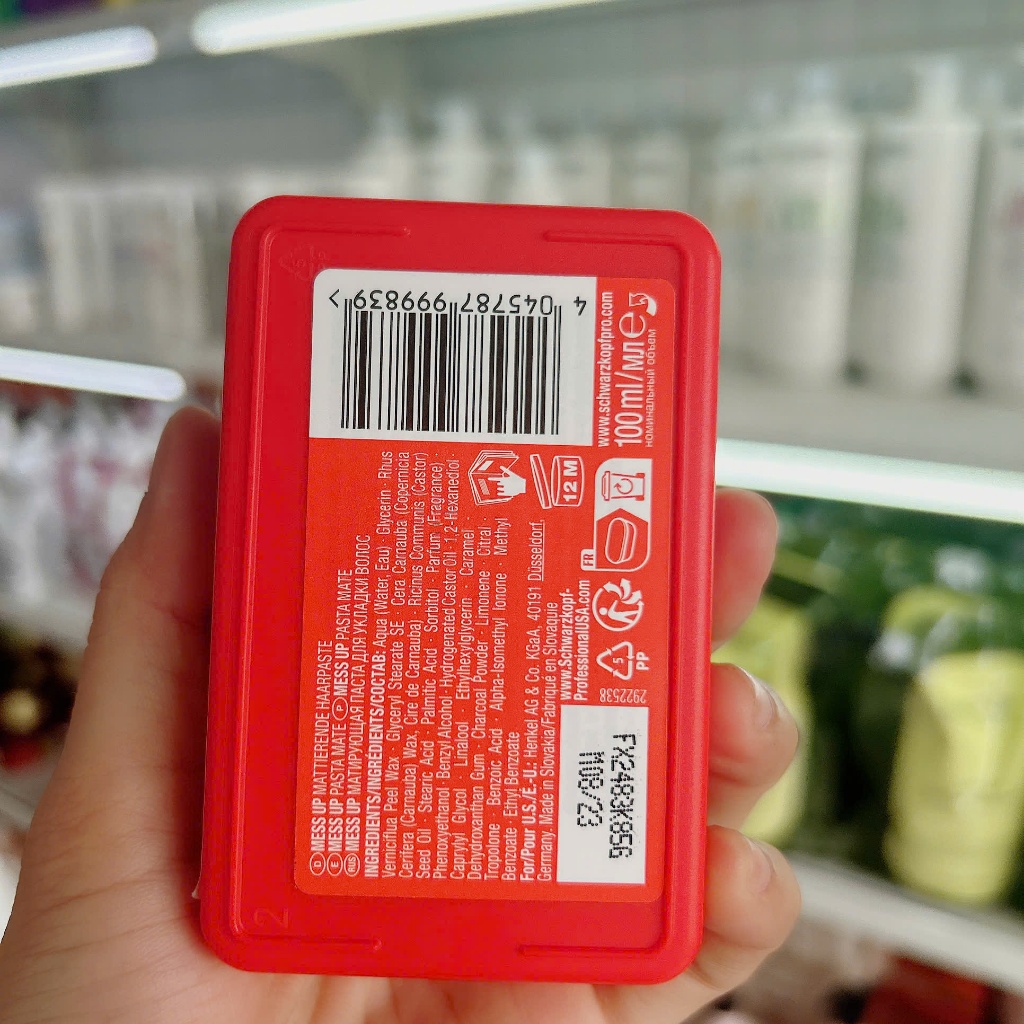 Ⓓ MESS UP MATTIERENDE HAARPASTE
Ⓔ MESS UP PASTA MATE Ⓟ MESS UP PASTA MATE
RUS MESS UP МАТИРУЮЩАЯ ПАСТА ДЛЯ УКЛАДКИ ВОЛОС
INGREDIENTS/INGRÉDIENTS/СОСТАВ: Aqua (Water, Eau) · Glycerin · Rhus
Verniciflua Peel Wax · Glyceryl Stearate SE · Cera Carnauba (Copernicia
Cerifera (Carnauba) Wax, Cire de Carnauba) · Ricinus Communis (Castor)
Seed Oil · Stearic Acid · Palmitic Acid · Sorbitol · Parfum (Fragrance) ·
Phenoxyethanol · Benzyl Alcohol · Hydrogenated Castor Oil · 1,2-Hexanediol ·
Caprylyl Glycol · Linalool · Ethylhexylglycerin · Caramel ·
Dehydroxanthan Gum · Charcoal Powder · Limonene · Citral ·
Tropolone · Benzoic Acid · Alpha-Isomethyl Ionone · Methyl
Benzoate · Ethyl Benzoate
For/Pour U.S./E.-U.: Henkel AG & Co. KGaA, 40191 Düsseldorf,
Germany. Made in Slovakia/Fabriqué en Slovaquie
www.Schwarzkopf-
ProfessionalUSA.com
12 M
FR
5
PP
2922538
FX2483K85G
M08/23
www.schwarzkopfpro.com
100 ml/мл e
номинальный объем
4 045787 999839 >
2